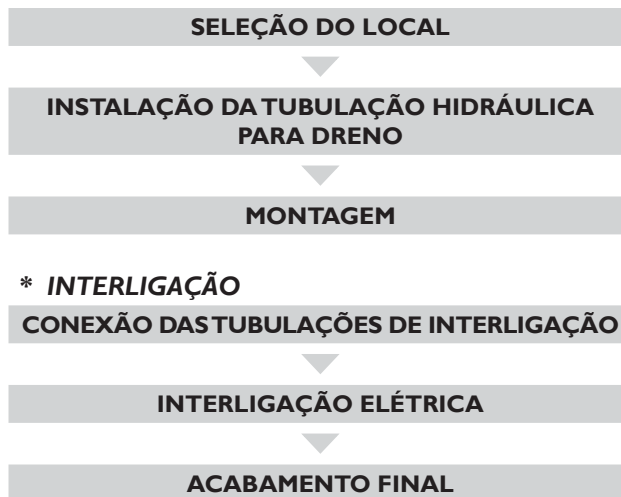 SELEÇÃO DO LOCAL
INSTALAÇÃO DA TUBULAÇÃO HIDRÁULICA
PARA DRENO
MONTAGEM
* INTERLIGAÇÃO
CONEXÃO DAS TUBULAÇÕES DE INTERLIGAÇÃO
INTERLIGAÇÃO ELÉTRICA
ACABAMENTO FINAL